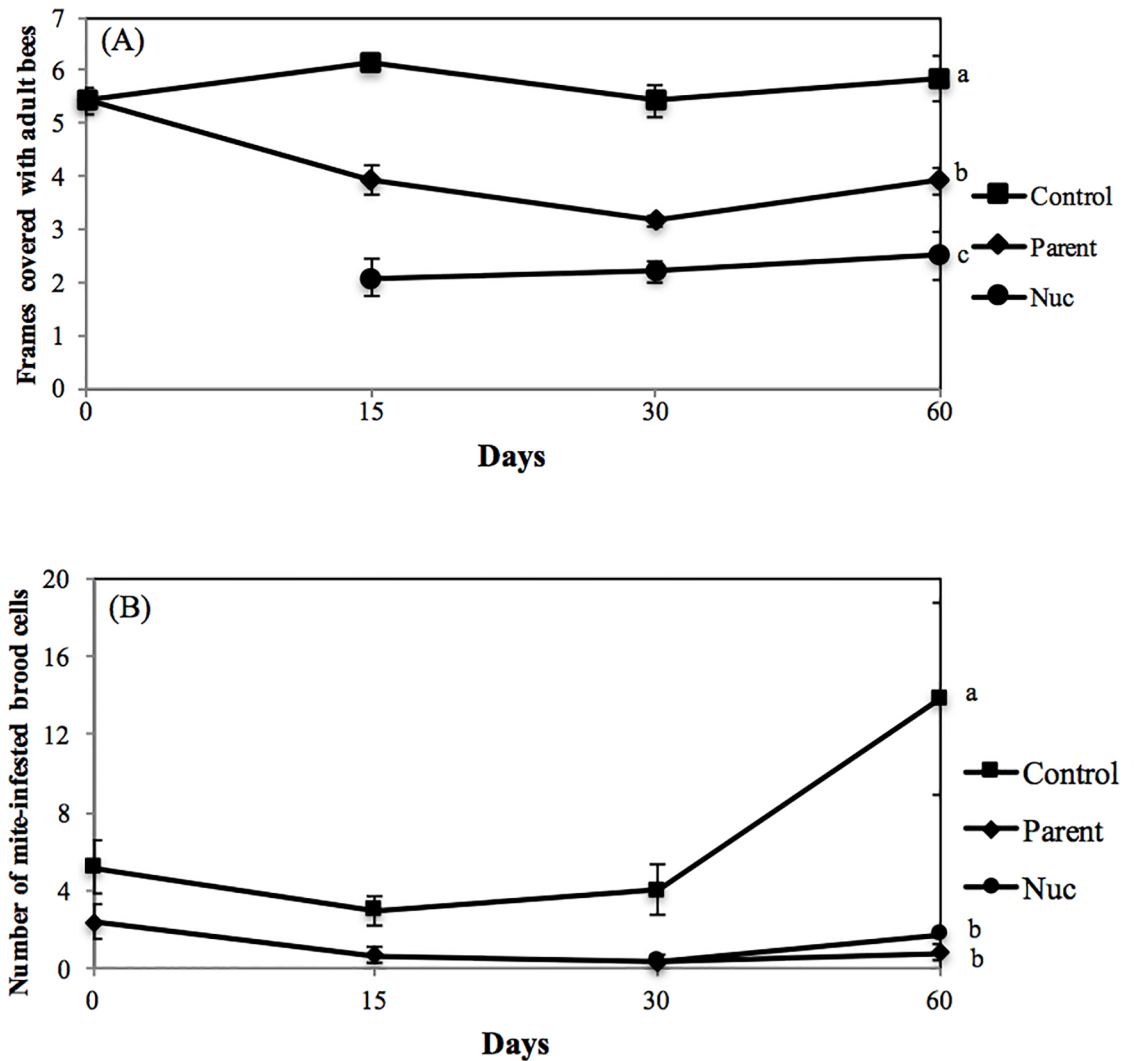 (A)
Frames covered with adult bees
7
6
5
4
3
2
1
0
0 15 30 60
Days
a
b
c
Control
Parent
Nuc
(B)
Number of mite-infested brood cells
20
16
12
8
4
0
0 15 30 60
Days
a
b
b
Control
Parent
Nuc